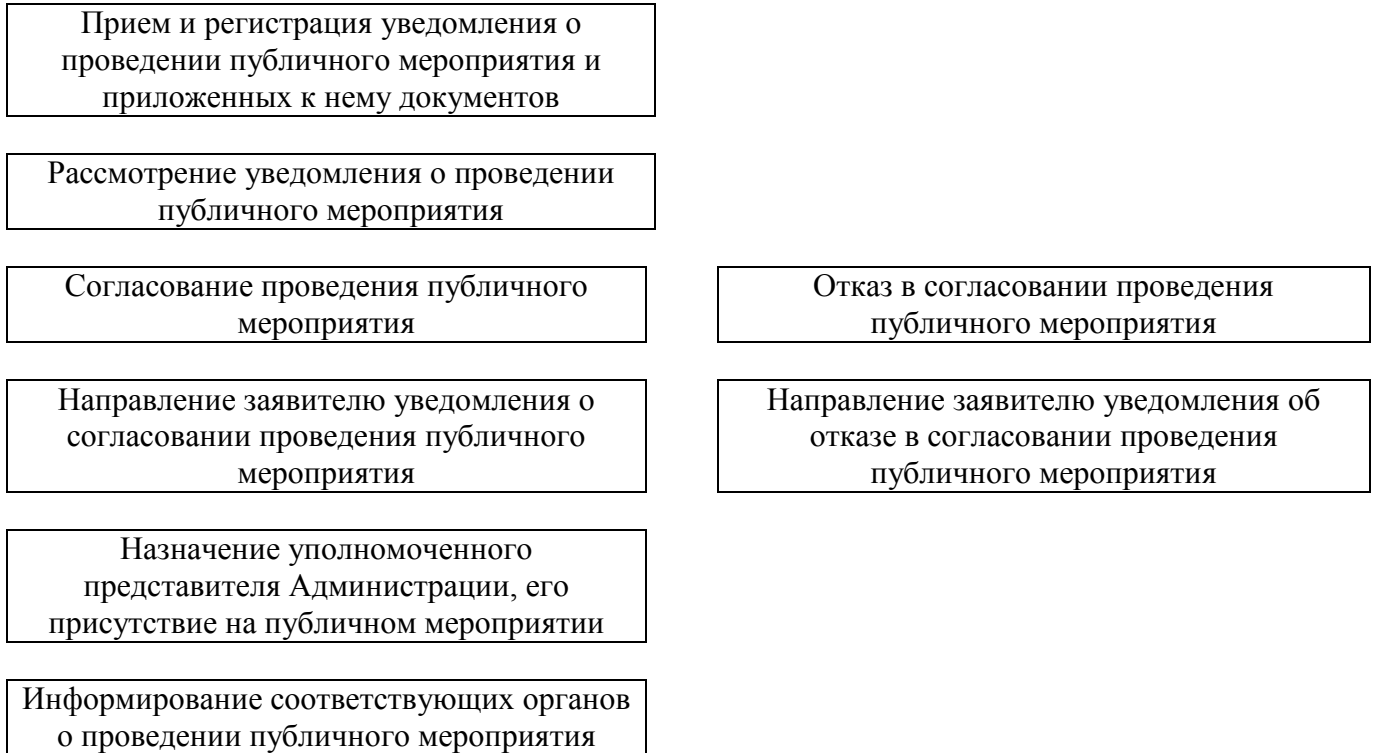 Прием и регистрация уведомления о
проведении публичного мероприятия и
приложенных к нему документов
Рассмотрение уведомления о проведении
публичного мероприятия
Согласование проведения публичного
мероприятия
Отказ в согласовании проведения
публичного мероприятия
Направление заявителю уведомления о
согласовании проведения публичного
мероприятия
Направление заявителю уведомления об
отказе в согласовании проведения
публичного мероприятия
Назначение уполномоченного
представителя Администрации, его
присутствие на публичном мероприятии
Информирование соответствующих органов
о проведении публичного мероприятия